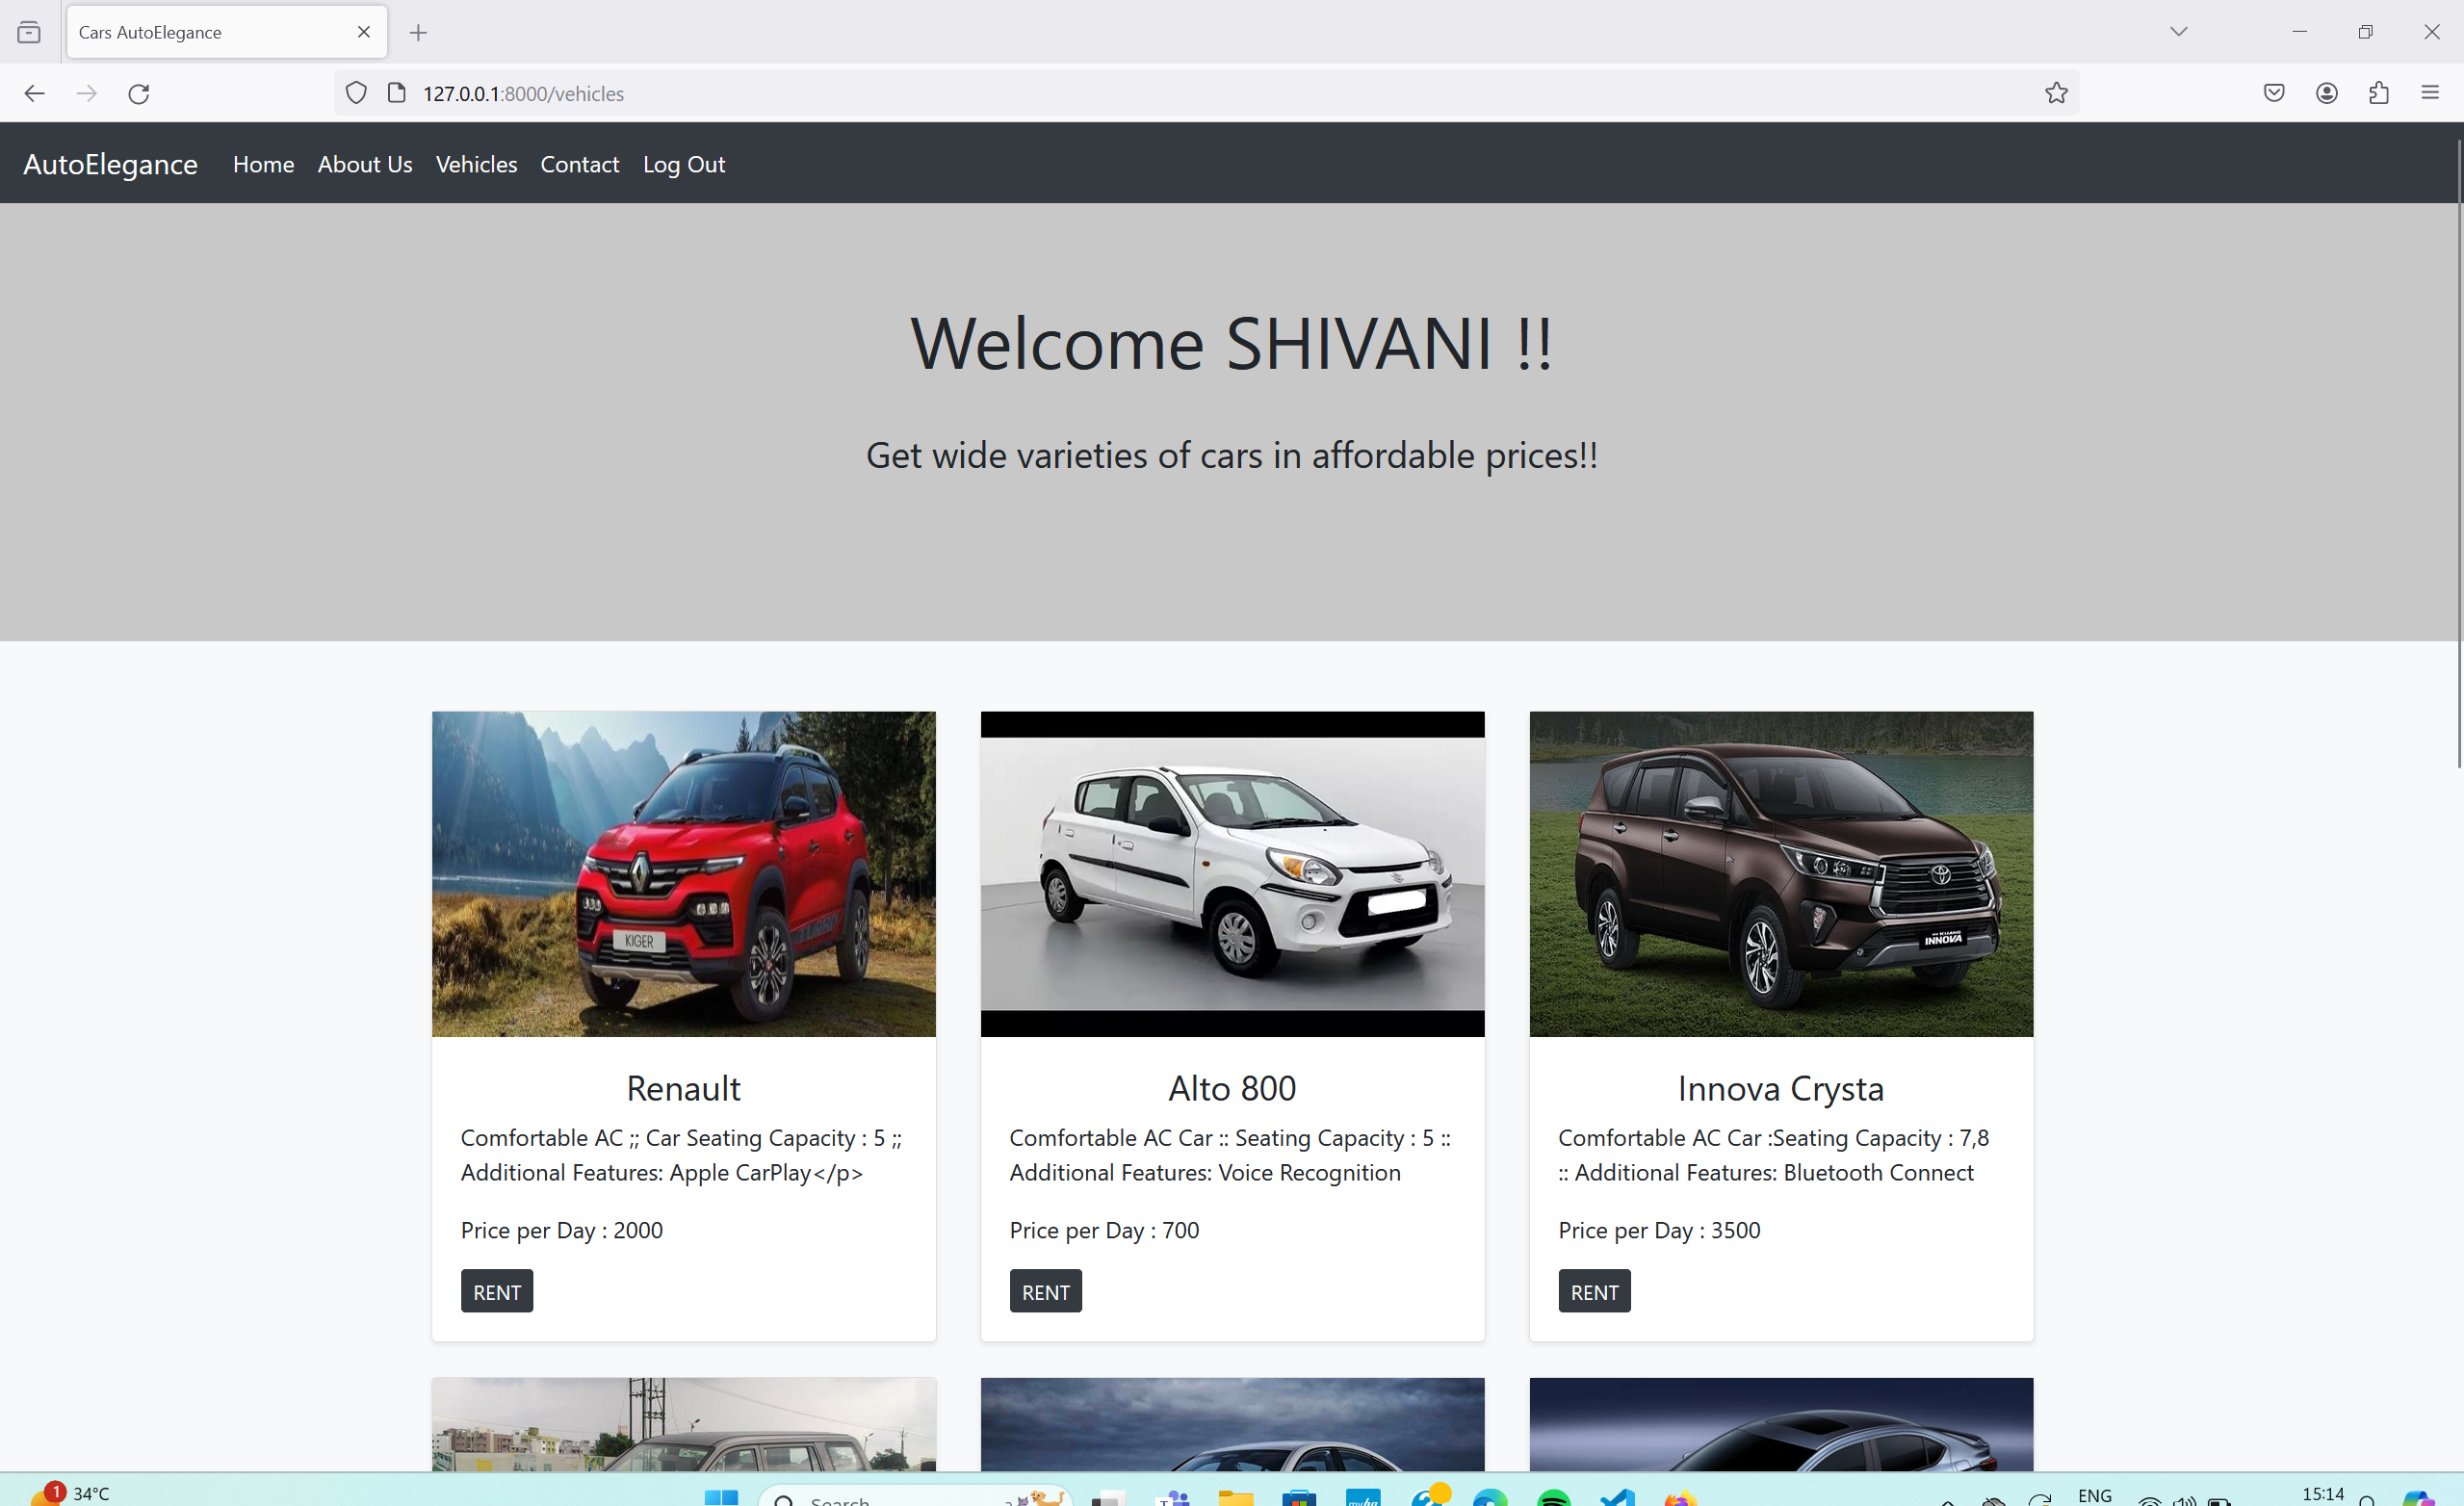 Cars AutoElegance
127.0.0.1:8000/vehicles
AutoElegance Home About Us Vehicles Contact Log Out
Welcome SHIVANI !!
Get wide varieties of cars in affordable prices!!
KIGER
TURBO
INNOVA
Renault
Comfortable AC ;; Car Seating Capacity : 5 ;;
Additional Features: Apple CarPlay</p>
Price per Day : 2000
RENT
Alto 800
Comfortable AC Car :: Seating Capacity : 5 ::
Additional Features: Voice Recognition
Price per Day : 700
RENT
Innova Crysta
Comfortable AC Car :Seating Capacity : 7,8
:: Additional Features: Bluetooth Connect
Price per Day : 3500
RENT
1
34°C
Search
ENG
15:14